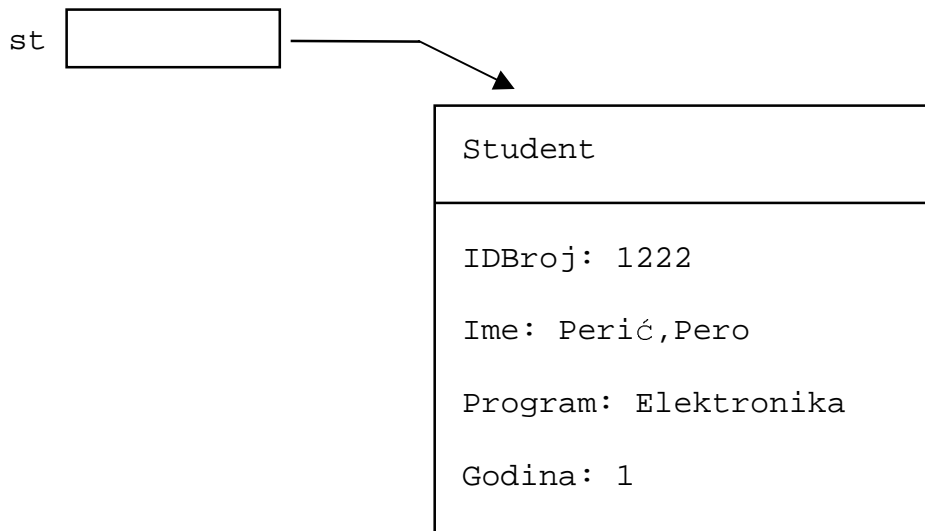 st
Student
IDBroj: 1222
Ime: Perić,Pero
Program: Elektronika
Godina: 1